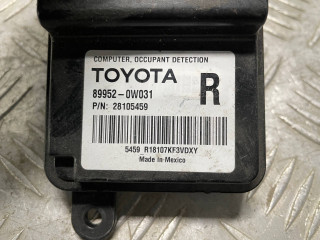 COMPUTER, OCCUPANT DETECTION
TOYOTA R
89952-0W031
P/N: 28105459
5459 R18107KF3VDXY
Made In Mexico